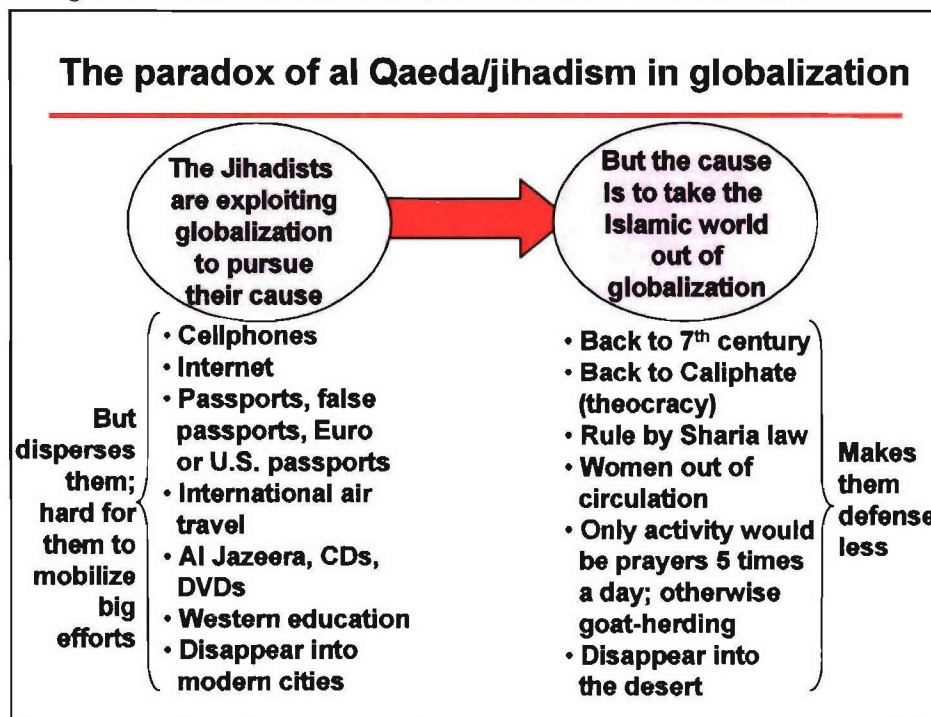 The paradox of al Qaeda/jihadism in globalization
The Jihadists
are exploiting
globalization
to pursue
their cause
But the cause
Is to take the
Islamic world
out of
globalization
But
disperses
them;
hard for
them to
mobilize
big
efforts
• Cellphones
• Internet
• Passports, false
passports, Euro
or U.S. passports
• International air
travel
• Al Jazeera, CDs,
DVDs
• Western education
• Disappear into
modern cities
• Back to 7th century
• Back to Caliphate
(theocracy)
• Rule by Sharia law
• Women out of
circulation
• Only activity would
be prayers 5 times
a day; otherwise
goat-herding
• Disappear into
the desert
Makes
them
defense
less